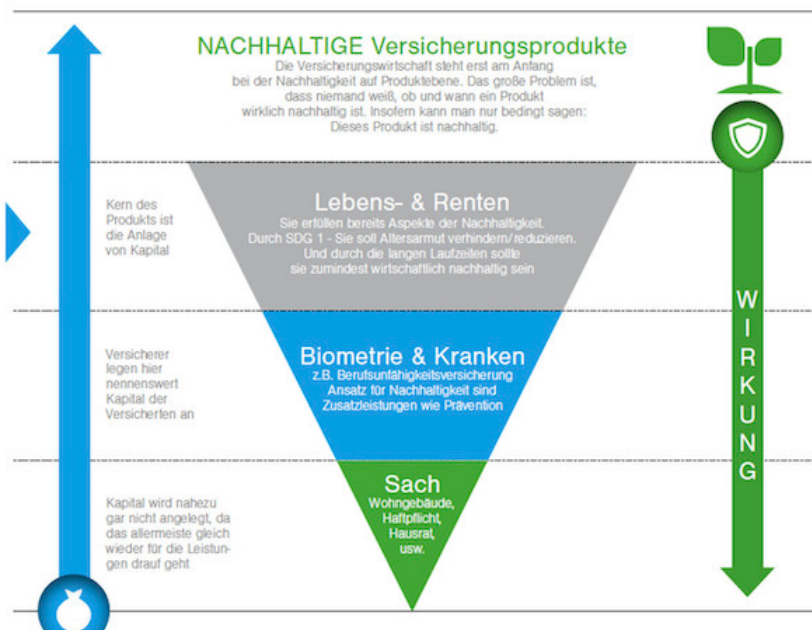 NACHHALTIGE Versicherungsprodukte
Die Versicherungswirtschaft steht erst am Anfang
bei der Nachhaltigkeit auf Produktebene. Das große Problem ist,
dass niemand weiß, ob und wann ein Produkt
wirklich nachhaltig ist. Insofern kann man nur bedingt sagen:
Dieses Produkt ist nachhaltig.
Kern des
Produkts ist
die Anlage
von Kapital
Lebens- & Renten
Sie erfüllen bereits Aspekte der Nachhaltigkeit.
Durch SDG 1 - Sie soll Altersarmut verhindern/reduzieren.
Und durch die langen Laufzeiten sollte
sie zumindest wirtschaftlich nachhaltig sein
Versicherer
legen hier
nennenswert
Kapital der
Versicherten an
Biometrie & Kranken
z.B. Berufsunfähigkeitsversicherung
Ansatz für Nachhaltigkeit sind
Zusatzleistungen wie Prävention
Kapital wird nahezu
gar nicht angelegt, da
das allermeiste gleich
wieder für die Leistun-
gen drauf geht
Sach
Wohngebäude,
Haftpflicht,
Hausrat,
usw.
WIRKUNG